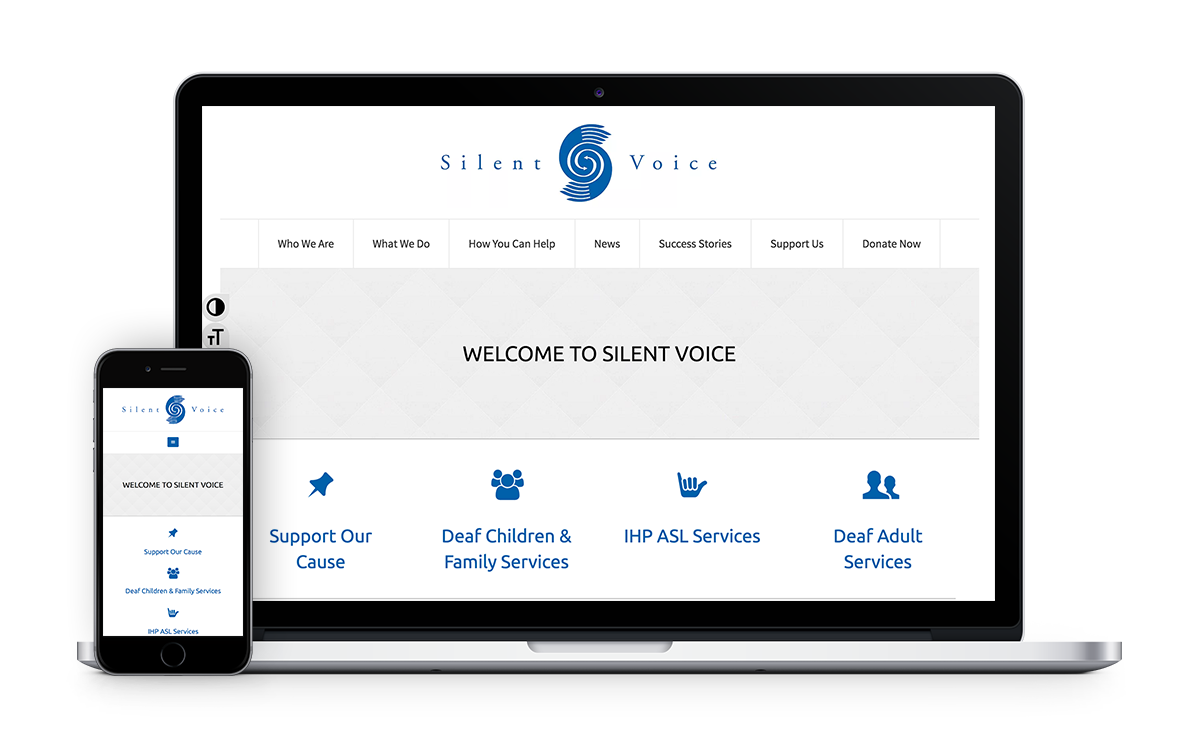 Silent Voice
Who We Are What We Do How You Can Help News Success Stories Support Us Donate Now
TT
WELCOME TO SILENT VOICE
Support Our
Cause
Deaf Children &
Family Services
IHP ASL Services
Deaf Adult
Services
Silent Voice
WELCOME TO SILENT VOICE
Support Our Cause
Deaf Children & Family Services
IHP ASL Services